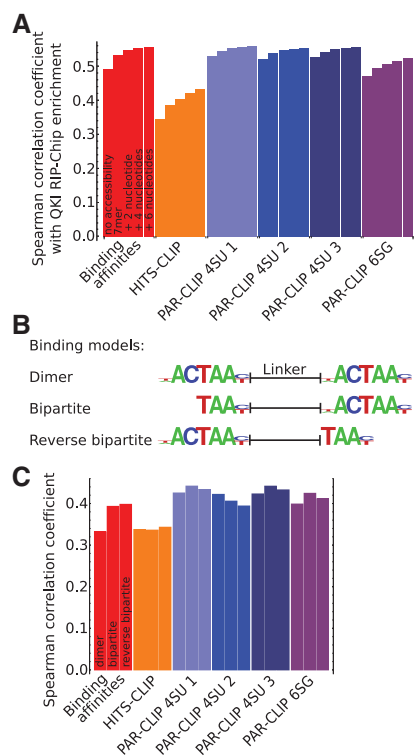 A
Spearman correlation coefficient
with QKI RIP-Chip enrichment
0.5
0.4
0.3
0.2
0.1
0.0
no accessibility
7mer
+ 2 nucleotide
+ 4 nucleotides
+ 6 nucleotides
Binding
affinities
HITS-CLIP
PAR-CLIP 4SU 1
PAR-CLIP 4SU 2
PAR-CLIP 4SU 3
PAR-CLIP 6SG
B
Binding models:
Dimer ACTAA Linker ACTAA
Bipartite TAA ACTAA
Reverse bipartite ACTAA TAA
C
Spearman correlation coefficient
0.4
0.3
0.2
0.1
0.0
dimer
bipartite
reverse bipartite
Binding
affinities
HITS-CLIP
PAR-CLIP 4SU 1
PAR-CLIP 4SU 2
PAR-CLIP 4SU 3
PAR-CLIP 6SG